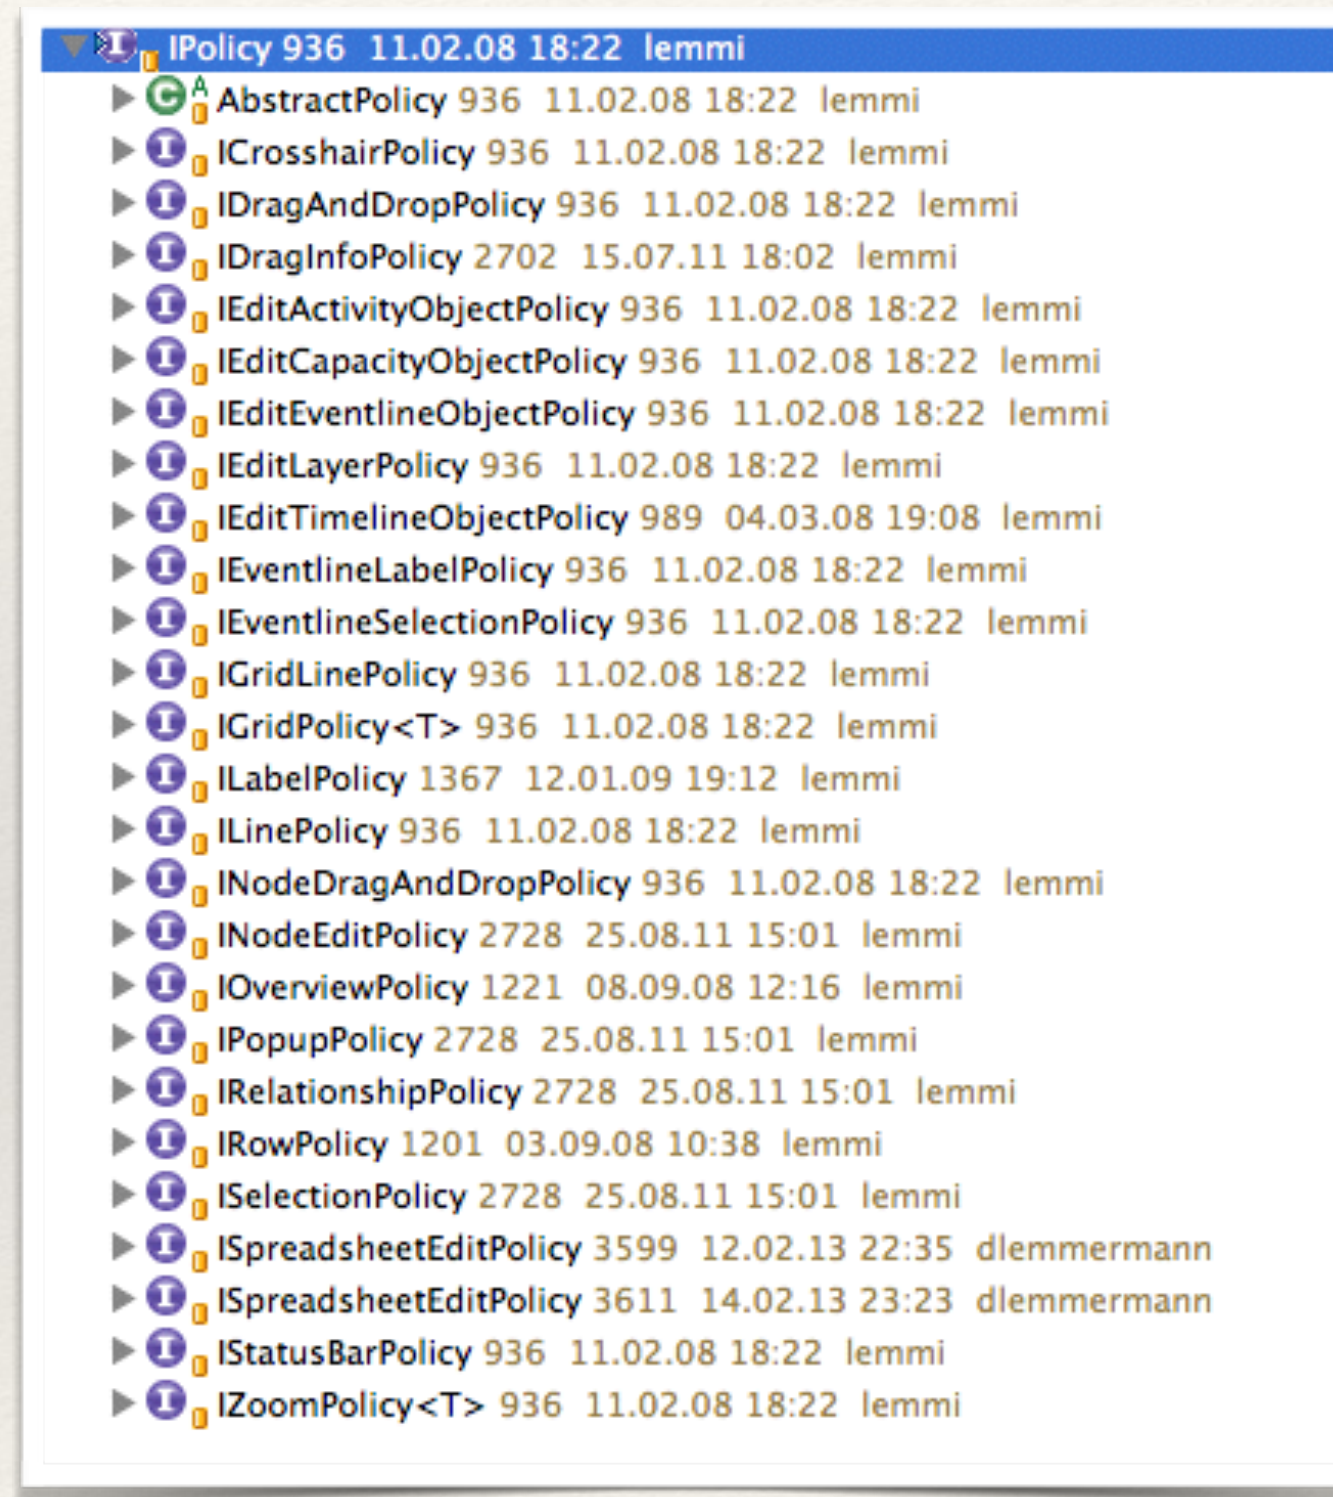 IPolicy 936 11.02.08 18:22 lemmi
AbstractPolicy 936 11.02.08 18:22 lemmi
ICrosshairPolicy 936 11.02.08 18:22 lemmi
IDragAndDropPolicy 936 11.02.08 18:22 lemmi
IDragInfoPolicy 2702 15.07.11 18:02 lemmi
IEditActivityObjectPolicy 936 11.02.08 18:22 lemmi
IEditCapacityObjectPolicy 936 11.02.08 18:22 lemmi
IEditEventlineObjectPolicy 936 11.02.08 18:22 lemmi
IEditLayerPolicy 936 11.02.08 18:22 lemmi
IEditTimelineObjectPolicy 989 04.03.08 19:08 lemmi
IEventlineLabelPolicy 936 11.02.08 18:22 lemmi
IEventlineSelectionPolicy 936 11.02.08 18:22 lemmi
IGridLinePolicy 936 11.02.08 18:22 lemmi
IGridPolicy<T> 936 11.02.08 18:22 lemmi
ILabelPolicy 1367 12.01.09 19:12 lemmi
ILinePolicy 936 11.02.08 18:22 lemmi
INodeDragAndDropPolicy 936 11.02.08 18:22 lemmi
INodeEditPolicy 2728 25.08.11 15:01 lemmi
IOverviewPolicy 1221 08.09.08 12:16 lemmi
IPopupPolicy 2728 25.08.11 15:01 lemmi
IRelationshipPolicy 2728 25.08.11 15:01 lemmi
IRowPolicy 1201 03.09.08 10:38 lemmi
ISelectionPolicy 2728 25.08.11 15:01 lemmi
ISpreadsheetEditPolicy 3599 12.02.13 22:35 dlemmermann
ISpreadsheetEditPolicy 3611 14.02.13 23:23 dlemmermann
IStatusBarPolicy 936 11.02.08 18:22 lemmi
IZoomPolicy<T> 936 11.02.08 18:22 lemmi